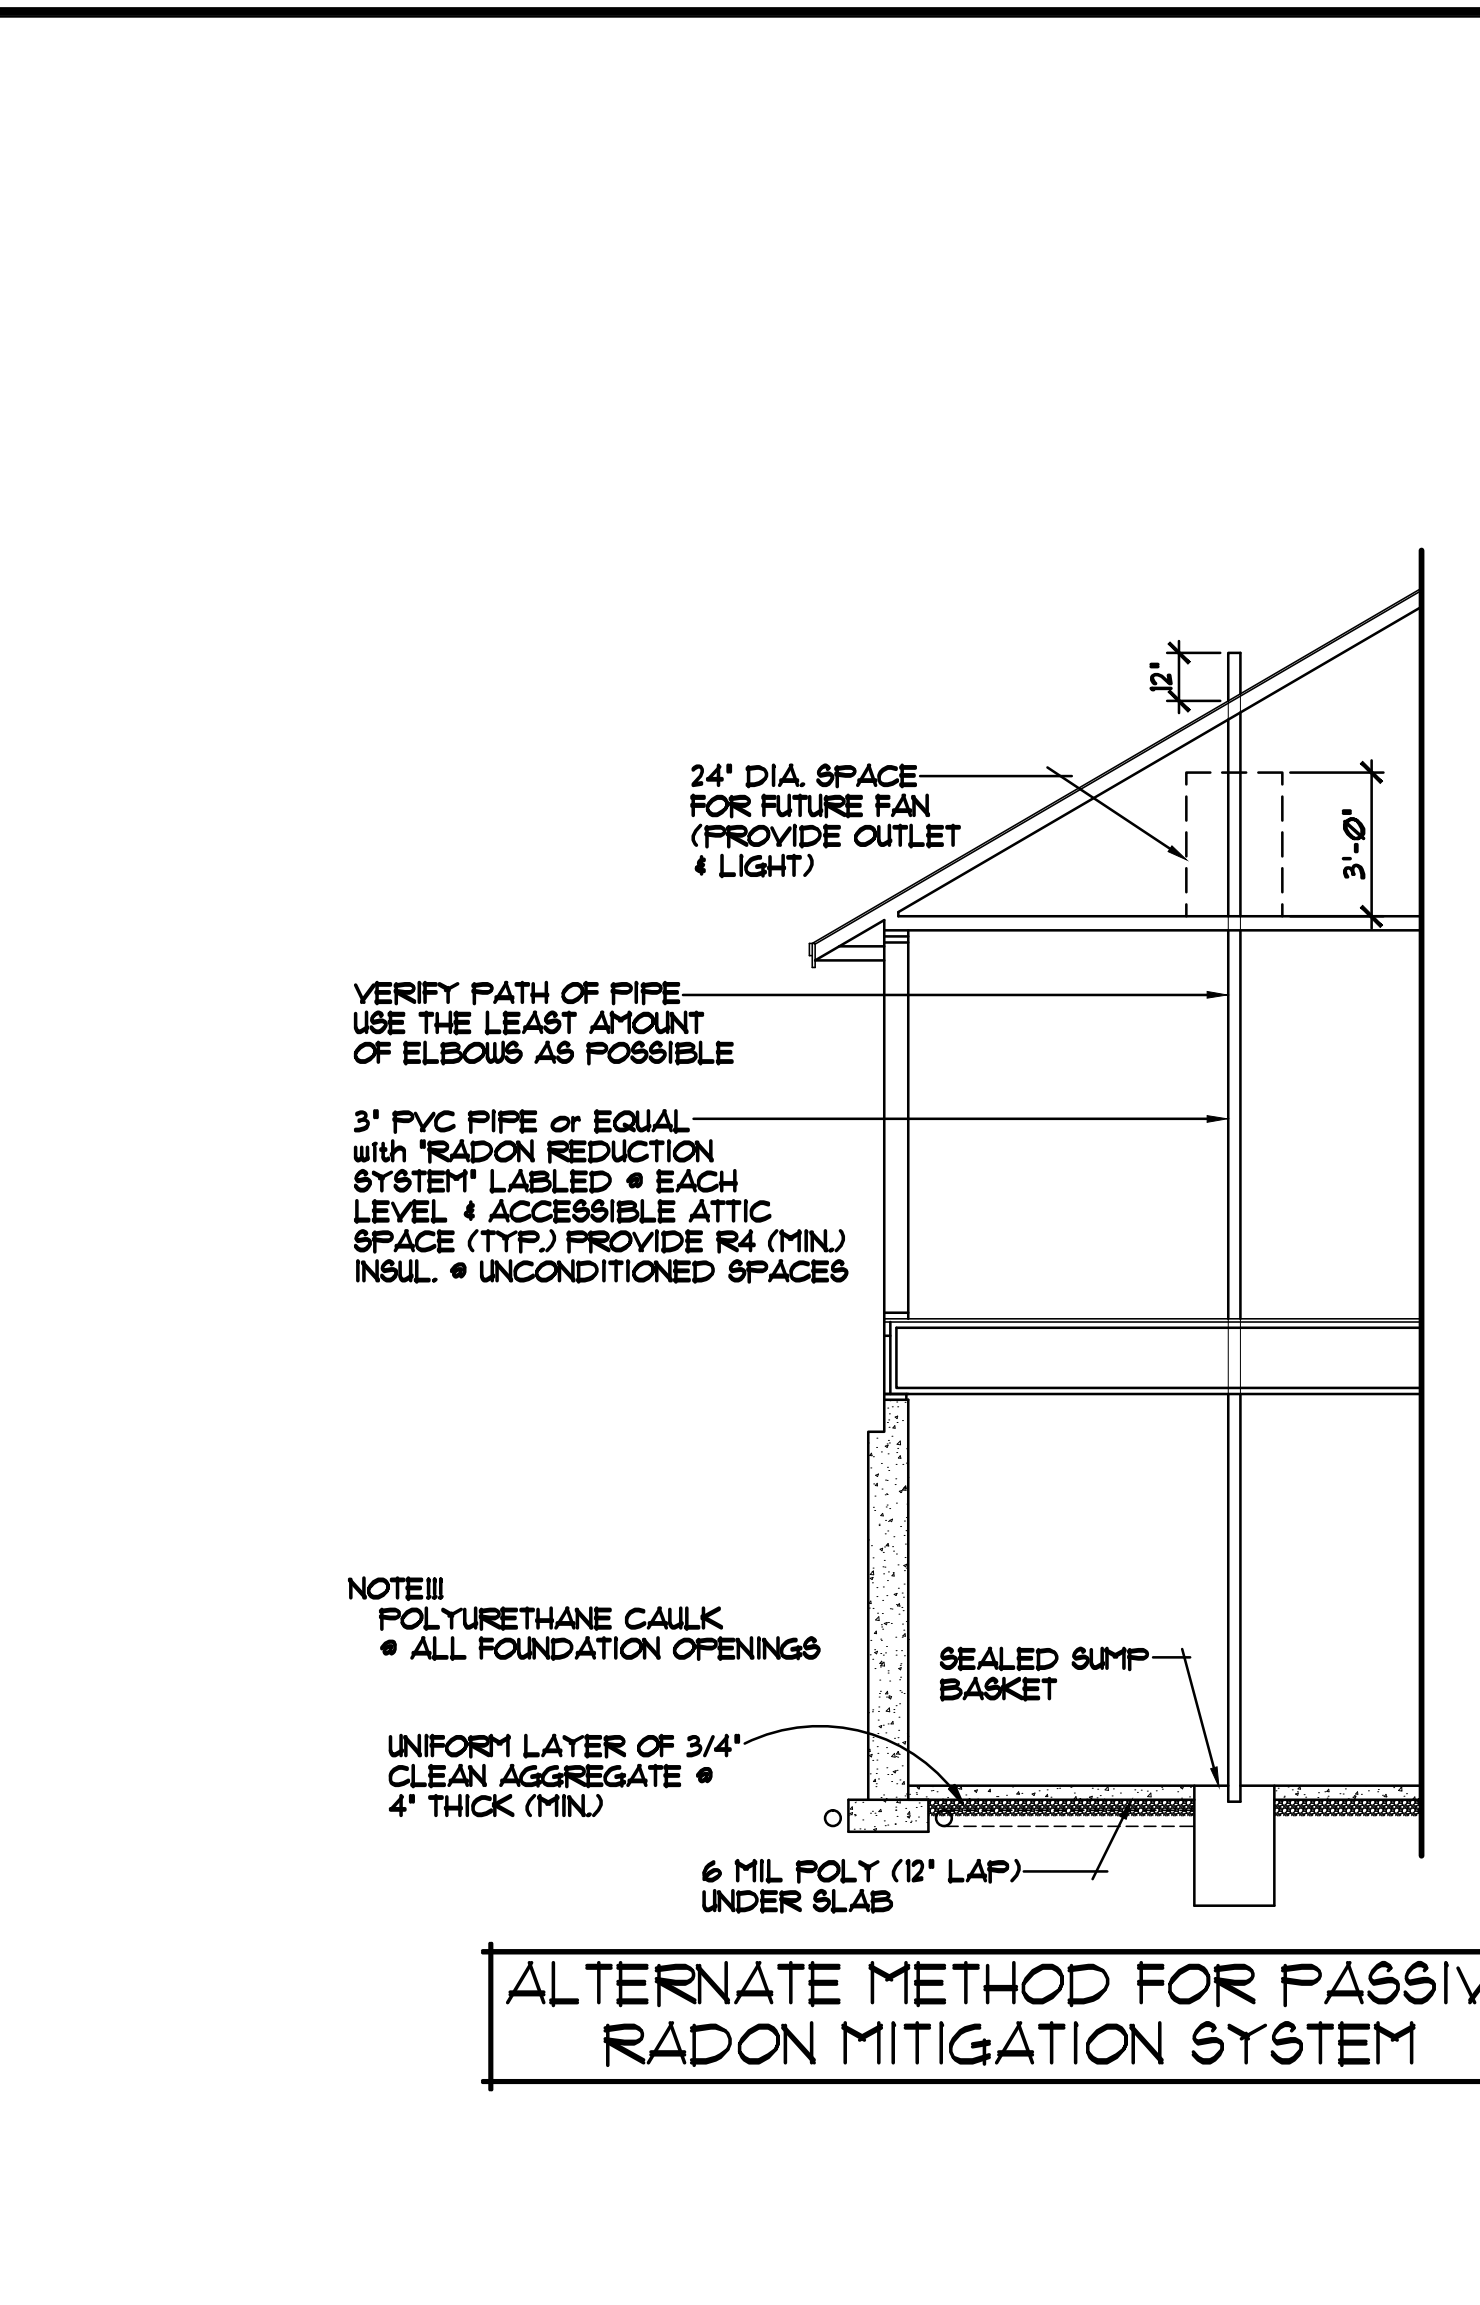 12"
24" DIA. SPACE
FOR FUTURE FAN
(PROVIDE OUTLET
& LIGHT)
3'-0"
VERIFY PATH OF PIPE
USE THE LEAST AMOUNT
OF ELBOWS AS POSSIBLE
3" PVC PIPE or EQUAL
with "RADON REDUCTION
SYSTEM" LABLED @ EACH
LEVEL & ACCESSIBLE ATTIC
SPACE (TYP.) PROVIDE R4 (MIN.)
INSUL. @ UNCONDITIONED SPACES
NOTE!!!
POLYURETHANE CAULK
@ ALL FOUNDATION OPENINGS
SEALED SUMP
BASKET
UNIFORM LAYER OF 3/4"
CLEAN AGGREGATE @
4" THICK (MIN.)
6 MIL POLY (12" LAP)
UNDER SLAB
ALTERNATE METHOD FOR PASSIV
RADON MITIGATION SYSTEM